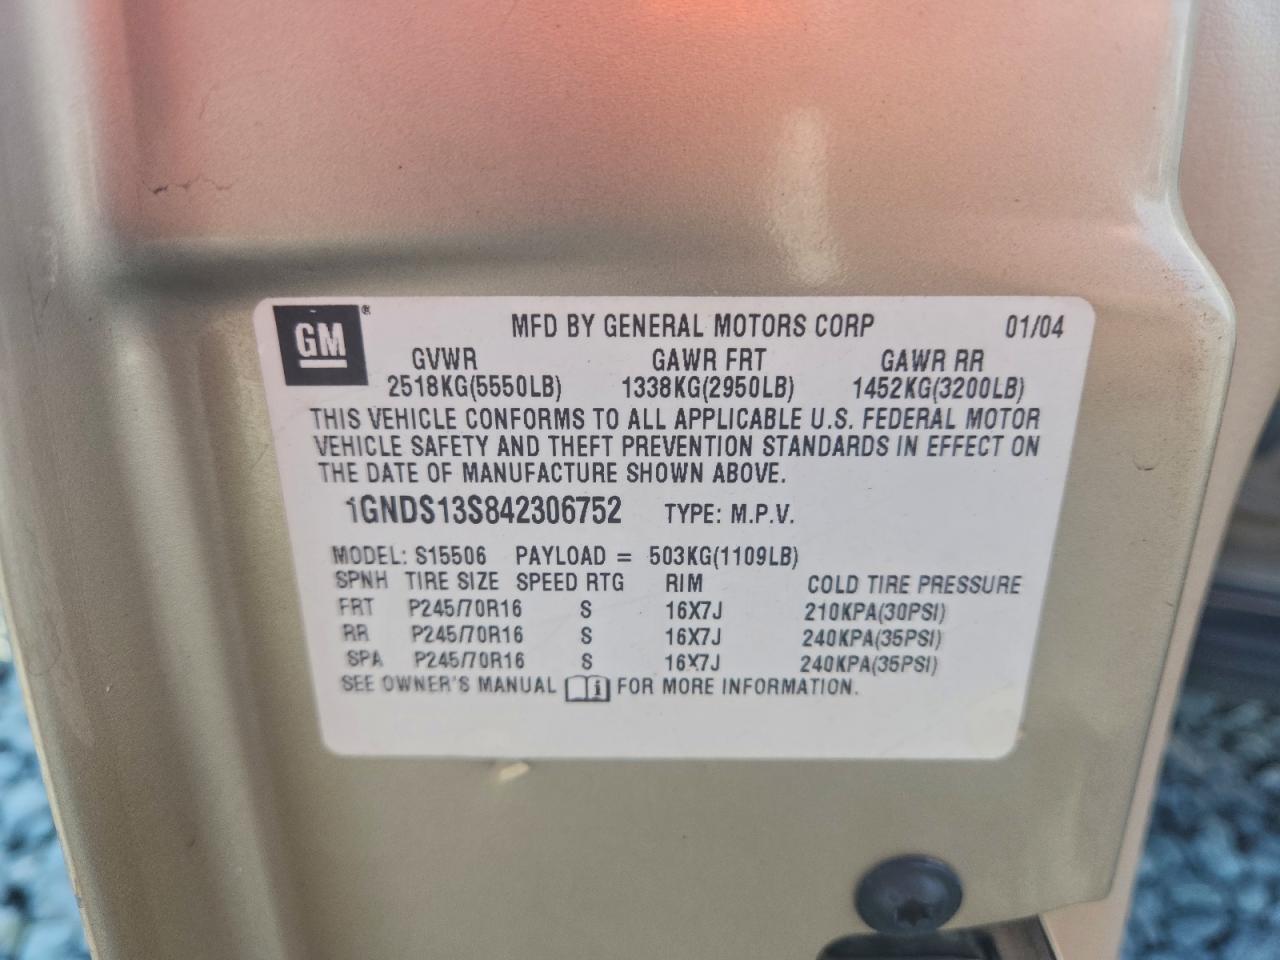 GM®
MFD BY GENERAL MOTORS CORP 01/04
GVWR GAWR FRT GAWR RR
2518KG(5550LB) 1338KG(2950LB) 1452KG(3200LB)
THIS VEHICLE CONFORMS TO ALL APPLICABLE U.S. FEDERAL MOTOR
VEHICLE SAFETY AND THEFT PREVENTION STANDARDS IN EFFECT ON
THE DATE OF MANUFACTURE SHOWN ABOVE.
1GNDS13S842306752 TYPE: M.P.V.
MODEL: S15506 PAYLOAD = 503KG(1109LB)
SPNH TIRE SIZE SPEED RTG RIM COLD TIRE PRESSURE
FRT P245/70R16 S 16X7J 210KPA(30PSI)
RR P245/70R16 S 16X7J 240KPA(35PSI)
SPA P245/70R16 S 16X7J 240KPA(35PSI)
SEE OWNER'S MANUAL i FOR MORE INFORMATION.